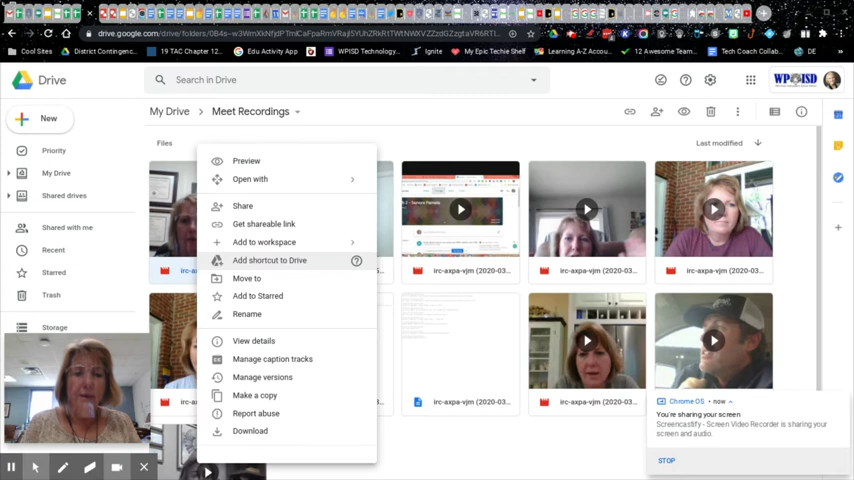 drive.google.com/drive/folders/
Cool Sites
District Contingenc...
19 TAC Chapter 12...
Edu Activity App
WPISD Technology...
Ignite
My Epic Techie Shelf
Learning A-Z Accou...
12 Awesome Team...
Tech Coach Collab...
DE
Drive
Search in Drive
WPISD
New
My Drive
Meet Recordings
Files
Last modified
Priority
My Drive
Shared drives
Shared with me
Recent
Starred
Trash
Storage
Preview
Open with
Share
Get shareable link
Add to workspace
Add shortcut to Drive
Move to
Add to Starred
Rename
View details
Manage caption tracks
Manage versions
Make a copy
Report abuse
Download
irc-axpa-vjm (2020-03...
irc-axpa-vjm (2020-03...
irc-axpa-vjm (2020-03...
irc-axpa-vjm (2020-03...
irc-axpa-vjm (2020-03...
Chrome OS • now
You're sharing your screen
Screencastify - Screen Video Recorder is sharing your
screen and audio.
STOP